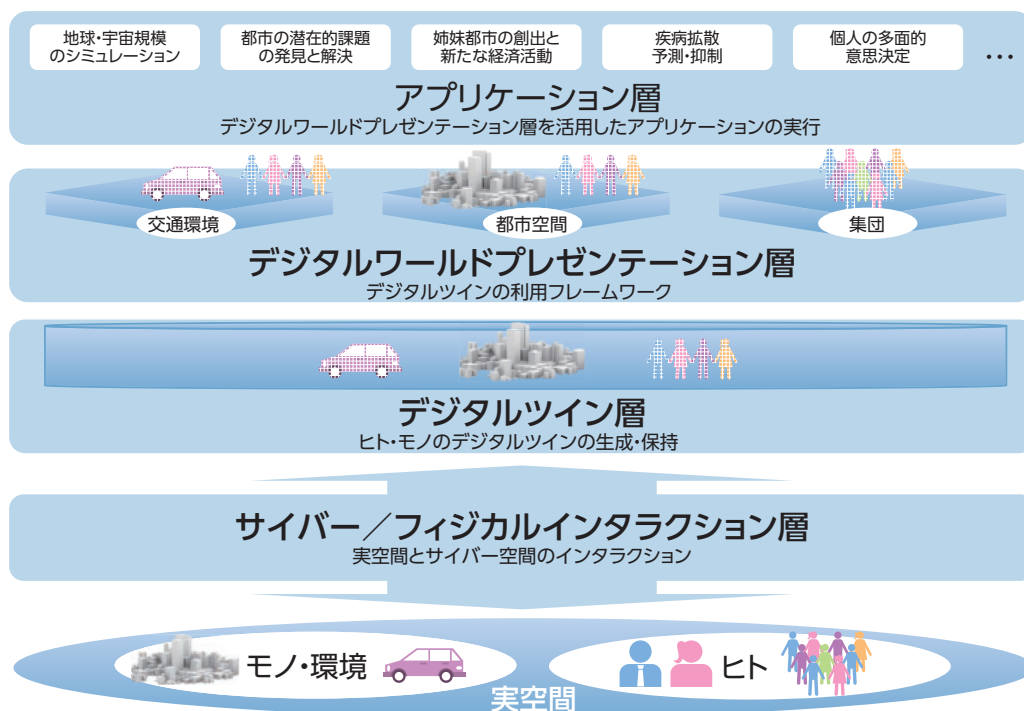 地球・宇宙規模
のシミュレーション
都市の潜在的課題
の発見と解決
姉妹都市の創出と
新たな経済活動
疾病拡散
予測・抑制
個人の多面的
意思決定
…
アプリケーション層
デジタルワールドプレゼンテーション層を活用したアプリケーションの実行
交通環境
都市空間
集団
デジタルワールドプレゼンテーション層
デジタルツインの利用フレームワーク
デジタルツイン層
ヒト・モノのデジタルツインの生成・保持
サイバー／フィジカルインタラクション層
実空間とサイバー空間のインタラクション
モノ・環境
ヒト
実空間